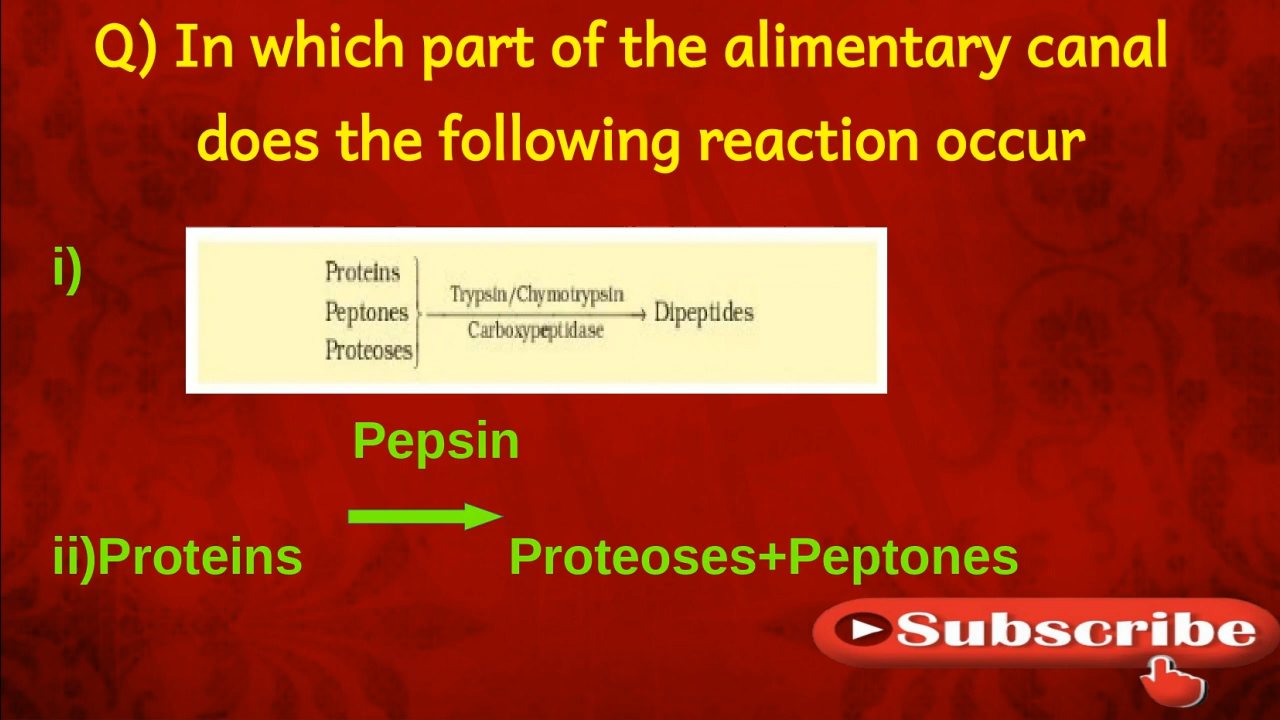 Q) In which part of the alimentary canal
does the following reaction occur
i)
Proteins
Peptones
Proteoses
Trypsin/Chymotrypsin
Carboxypeptidase
Dipeptides
Pepsin
ii)Proteins
Proteoses+Peptones
Subscribe